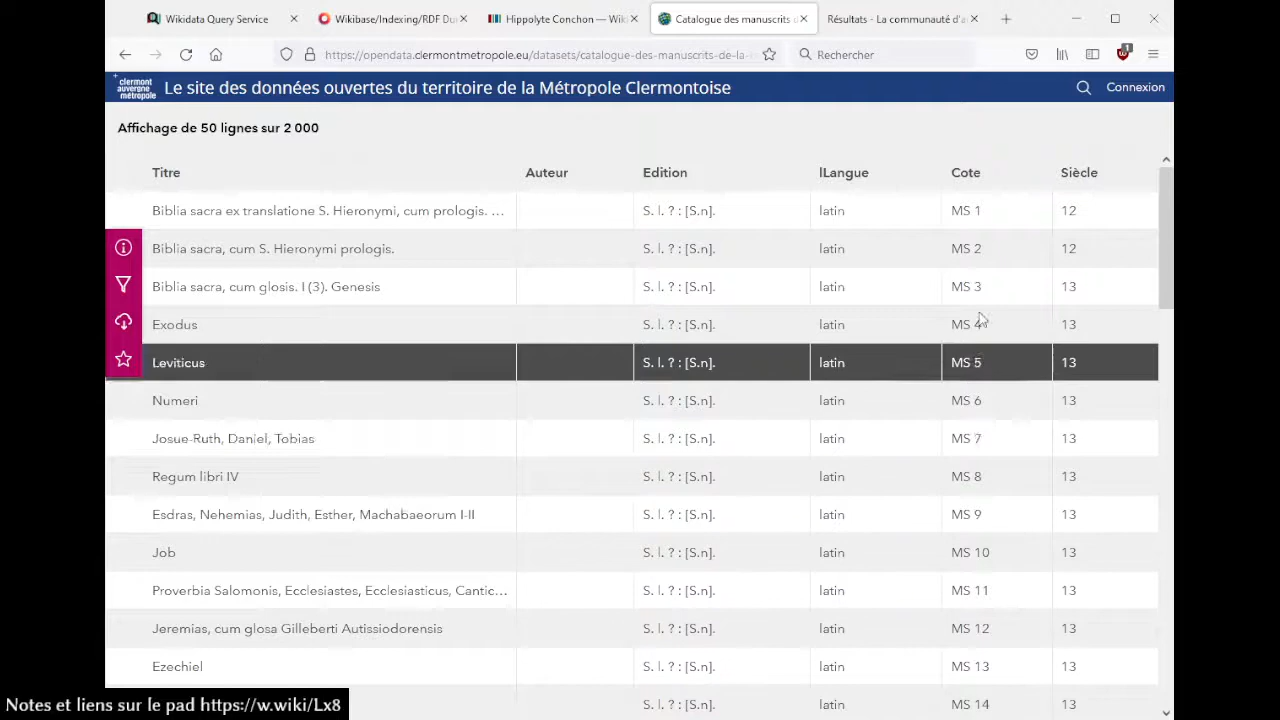 Wikidata Query Service
Wikibase/Indexing/RDF Du
Hippolyte Conchon — Wiki
Catalogue des manuscrits d
Résultats - La communauté d'a
https://opendata.clermontmetropole.eu/datasets/catalogue-des-manuscrits-de-la-
Rechercher
1
clermont
auvergne
métropole
Le site des données ouvertes du territoire de la Métropole Clermontoise
Connexion
Affichage de 50 lignes sur 2 000
Titre Auteur Edition lLangue Cote Siècle
Biblia sacra ex translatione S. Hieronymi, cum prologis. … S. l. ? : [S.n]. latin MS 1 12
Biblia sacra, cum S. Hieronymi prologis. S. l. ? : [S.n]. latin MS 2 12
Biblia sacra, cum glosis. I (3). Genesis S. l. ? : [S.n]. latin MS 3 13
Exodus S. l. ? : [S.n]. latin MS 4 13
Leviticus S. l. ? : [S.n]. latin MS 5 13
Numeri S. l. ? : [S.n]. latin MS 6 13
Josue-Ruth, Daniel, Tobias S. l. ? : [S.n]. latin MS 7 13
Regum libri IV S. l. ? : [S.n]. latin MS 8 13
Esdras, Nehemias, Judith, Esther, Machabaeorum I-II S. l. ? : [S.n]. latin MS 9 13
Job S. l. ? : [S.n]. latin MS 10 13
Proverbia Salomonis, Ecclesiastes, Ecclesiasticus, Cantic… S. l. ? : [S.n]. latin MS 11 13
Jeremias, cum glosa Gilleberti Autissiodorensis S. l. ? : [S.n]. latin MS 12 13
Ezechiel S. l. ? : [S.n]. latin MS 13 13
S. l. ? : [S.n]. latin MS 14 13
Notes et liens sur le pad https://w.wiki/Lx8